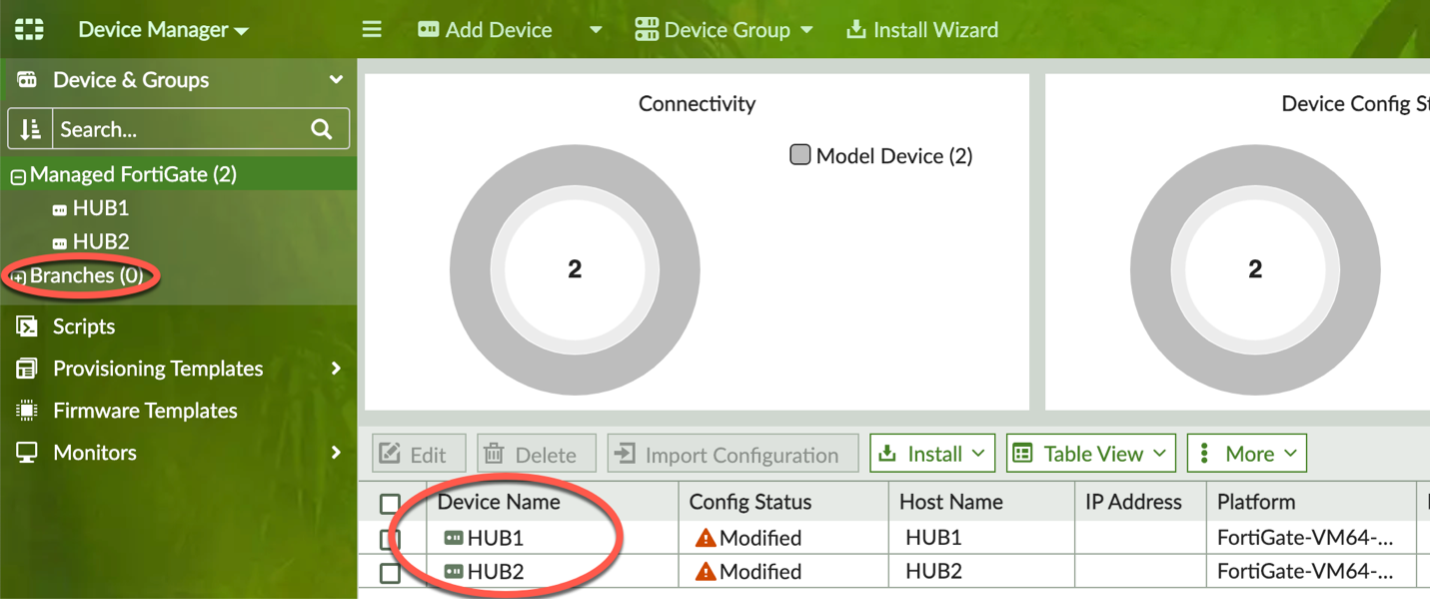 Device Manager
Add Device
Device Group
Install Wizard
Device & Groups
Search...
Managed FortiGate (2)
HUB1
HUB2
Branches (0)
Scripts
Provisioning Templates
Firmware Templates
Monitors
Connectivity
Model Device (2)
2
Device Config St
2
Edit
Delete
Import Configuration
Install
Table View
More
Device Name Config Status Host Name IP Address Platform
HUB1 Modified HUB1 FortiGate-VM64-...
HUB2 Modified HUB2 FortiGate-VM64-...